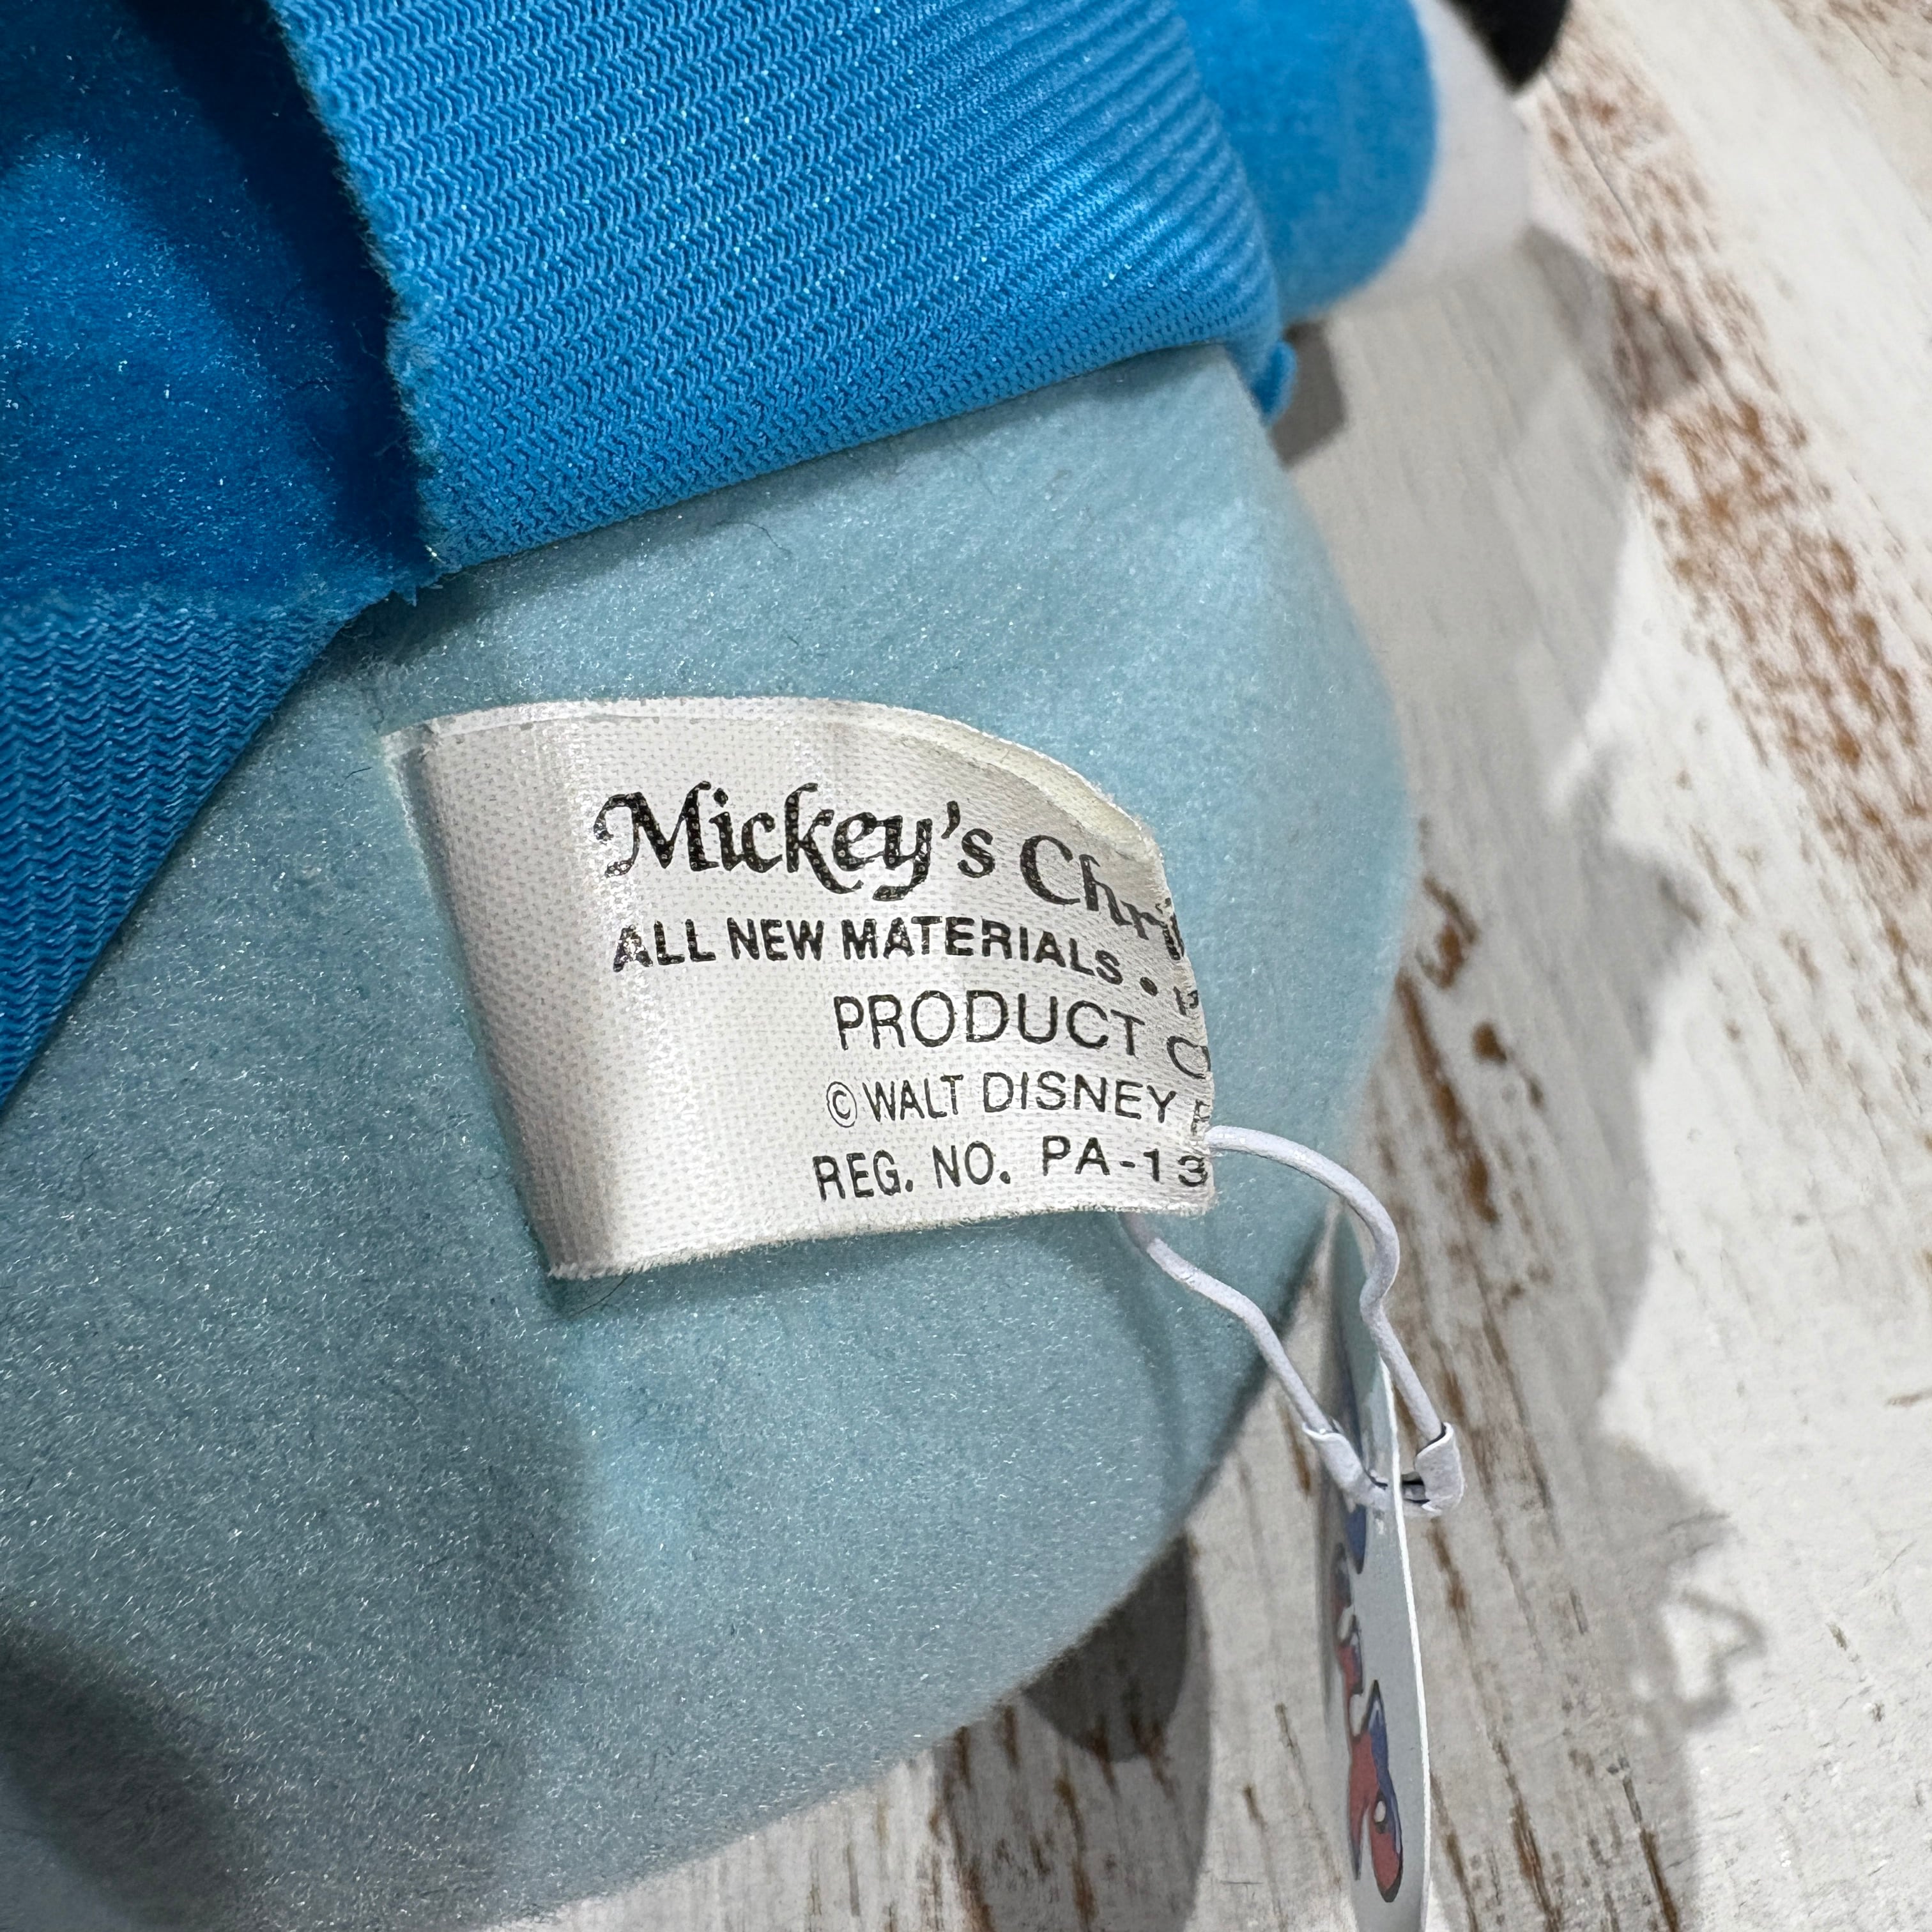 Mickey's Chri
ALL NEW MATERIALS •
PRODUCT
© WALT DISNEY
REG. NO. PA-13